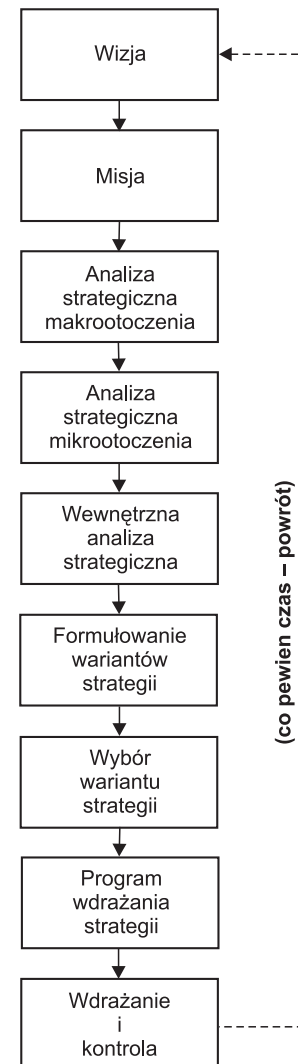 Wizja
Misja
Analiza
strategiczna
makrootoczenia
Analiza
strategiczna
mikrootoczenia
Wewnętrzna
analiza
strategiczna
Formułowanie
wariantów
strategii
Wybór
wariantu
strategii
Program
wdrażania
strategii
Wdrażanie
i
kontrola
(co pewien czas – powrót)